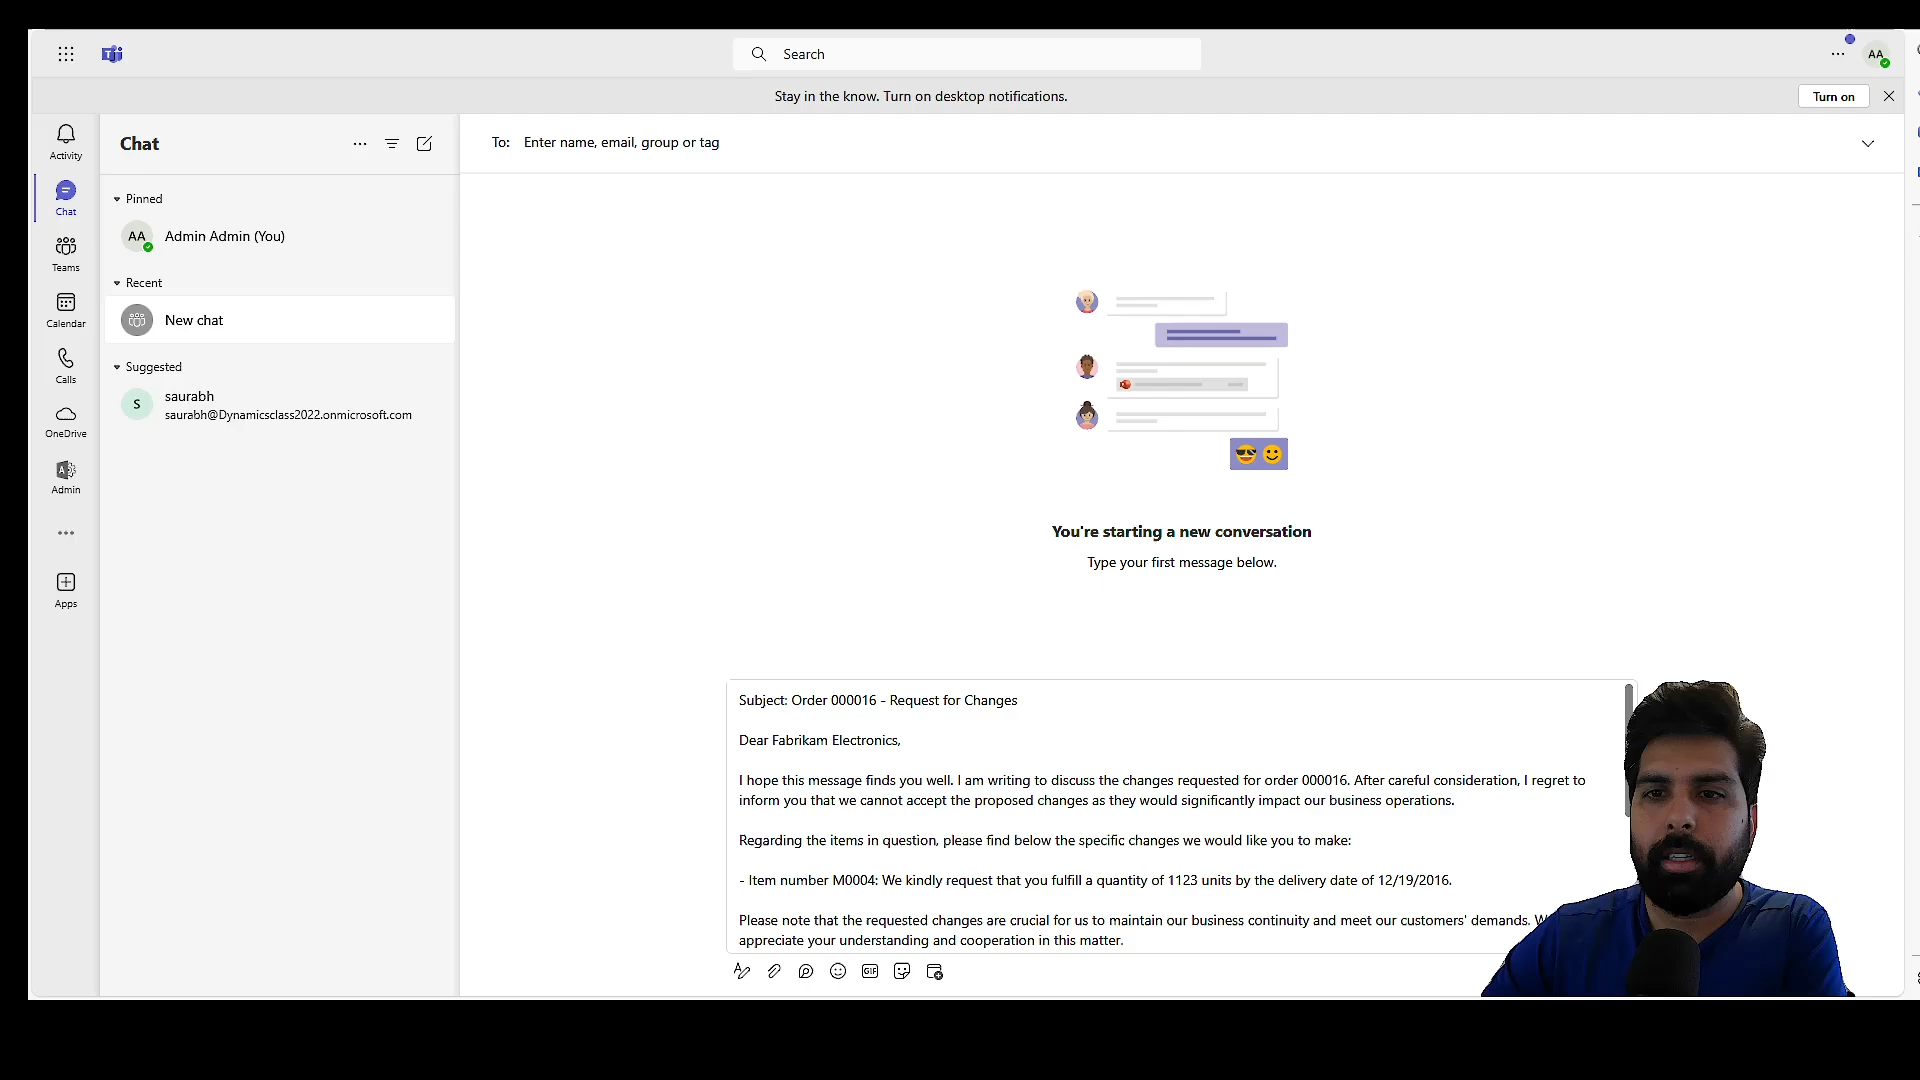 Search
AA
Stay in the know. Turn on desktop notifications.
Turn on
Activity
Chat
Teams
Calendar
Calls
OneDrive
Admin
Apps
Chat
Pinned
AA
Admin Admin (You)
Recent
New chat
Suggested
S
saurabh
saurabh@Dynamicsclass2022.onmicrosoft.com
To: Enter name, email, group or tag
You're starting a new conversation
Type your first message below.
Subject: Order 000016 - Request for Changes
Dear Fabrikam Electronics,
I hope this message finds you well. I am writing to discuss the changes requested for order 000016. After careful consideration, I regret to
inform you that we cannot accept the proposed changes as they would significantly impact our business operations.
Regarding the items in question, please find below the specific changes we would like you to make:
- Item number M0004: We kindly request that you fulfill a quantity of 1123 units by the delivery date of 12/19/2016.
Please note that the requested changes are crucial for us to maintain our business continuity and meet our customers' demands.
appreciate your understanding and cooperation in this matter.
GIF